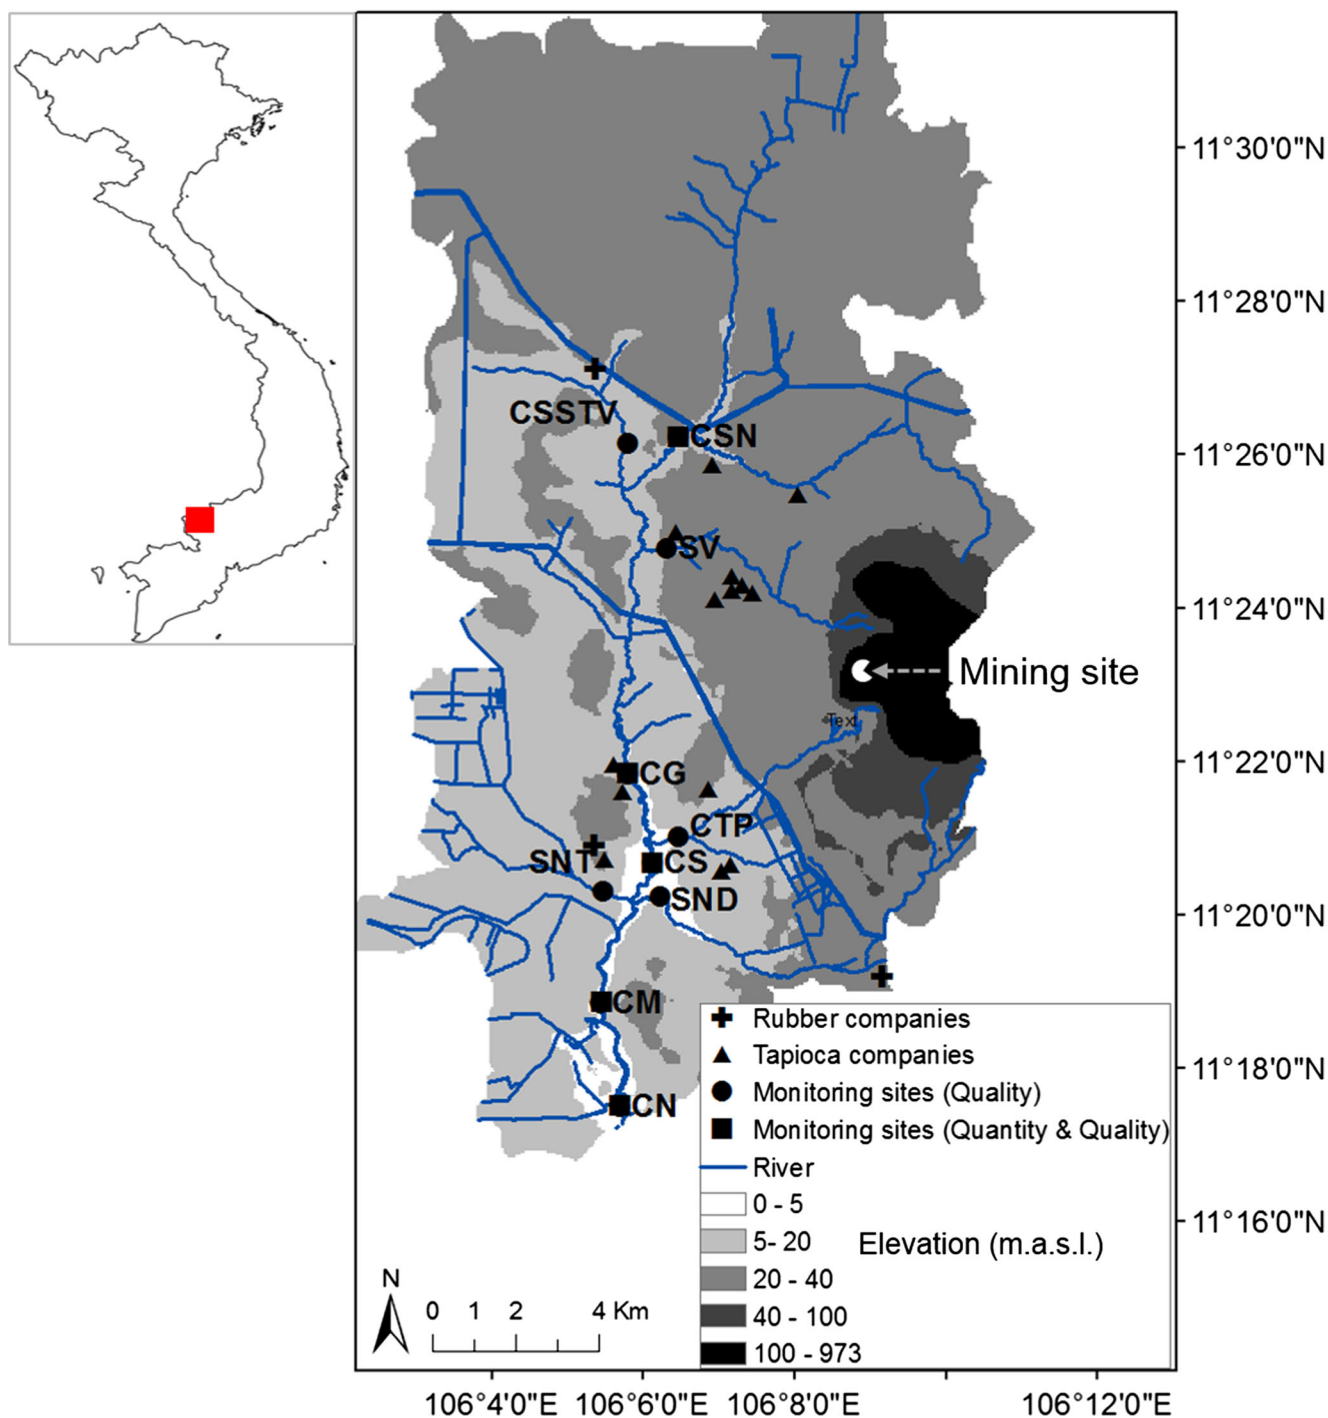 11°30'0"N
11°28'0"N
CSSTV
CSN
11°26'0"N
SV
11°24'0"N
Mining site
Text
11°22'0"N
CG
CTP
SNT
CS
SND
11°20'0"N
CM
Rubber companies
Tapioca companies
11°18'0"N
Monitoring sites (Quality)
CN
Monitoring sites (Quantity & Quality)
River
0 - 5
11°16'0"N
5- 20
Elevation (m.a.s.l.)
20 - 40
N
0 1 2 4 Km
40 - 100
100 - 973
106°4'0"E 106°6'0"E 106°8'0"E 106°12'0"E